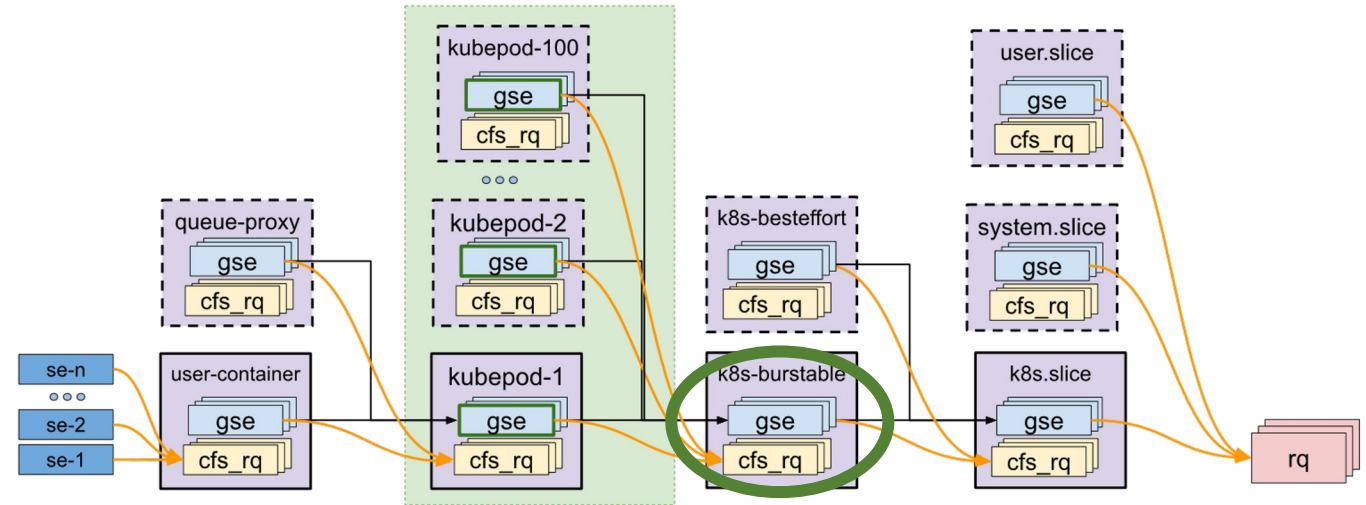 kubepod-100
gse
cfs_rq
user.slice
gse
cfs_rq
queue-proxy
gse
cfs_rq
kubepod-2
gse
cfs_rq
k8s-besteffort
gse
cfs_rq
system.slice
gse
cfs_rq
se-n
se-2
se-1
user-container
gse
cfs_rq
kubepod-1
gse
cfs_rq
k8s-burstable
gse
cfs_rq
k8s.slice
gse
cfs_rq
rq